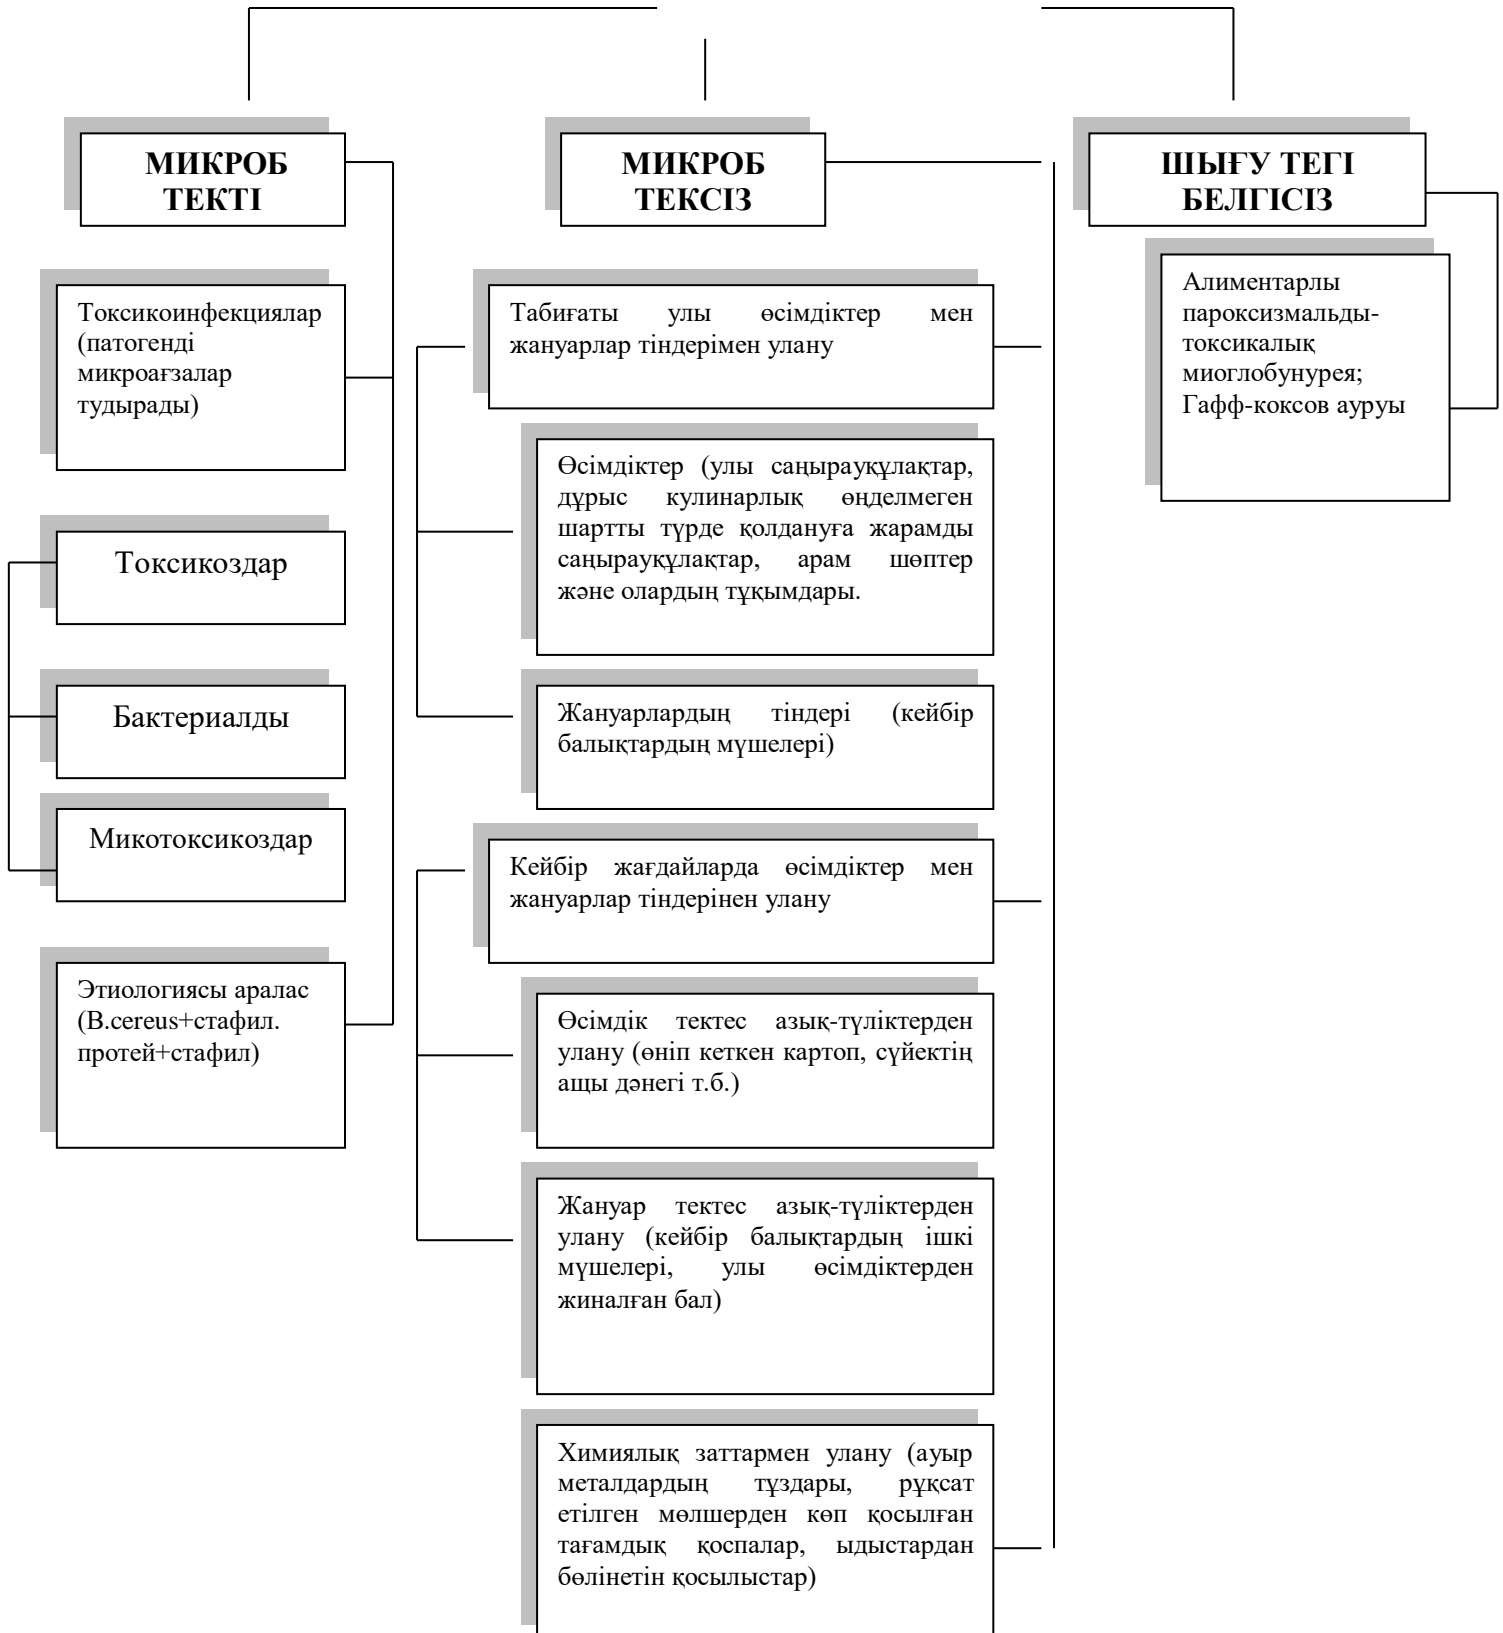 МИКРОБ
ТЕКТІ
МИКРОБ
ТЕКСІЗ
ШЫҒУ ТЕГІ
БЕЛГІСІЗ
Токсикоинфекциялар
(патогенді
микроағзалар
тудырады)
Токсикоздар
Бактериалды
Микотоксикоздар
Этиологиясы аралас
(B.cereus+стафил.
протей+стафил)
Табиғаты улы өсімдіктер мен
жануарлар тіндерімен улану
Өсімдіктер (улы саңырауқұлақтар,
дұрыс кулинарлық өңделмеген
шартты түрде қолдануға жарамды
саңырауқұлақтар, арам шөптер
және олардың тұқымдары.
Жануарлардың тіндері (кейбір
балықтардың мүшелері)
Кейбір жағдайларда өсімдіктер мен
жануарлар тіндерінен улану
Өсімдік тектес азық-түліктерден
улану (өніп кеткен картоп, сүйектің
ащы дәнегі т.б.)
Жануар тектес азық-түліктерден
улану (кейбір балықтардың ішкі
мүшелері, улы өсімдіктерден
жиналған бал)
Химиялық заттармен улану (ауыр
металдардың тұздары, рұқсат
етілген мөлшерден көп қосылған
тағамдық қоспалар, ыдыстардан
бөлінетін қосылыстар)
Алиментарлы
пароксизмальды-
токсикалық
миоглобунурея;
Гафф-коксов ауруы